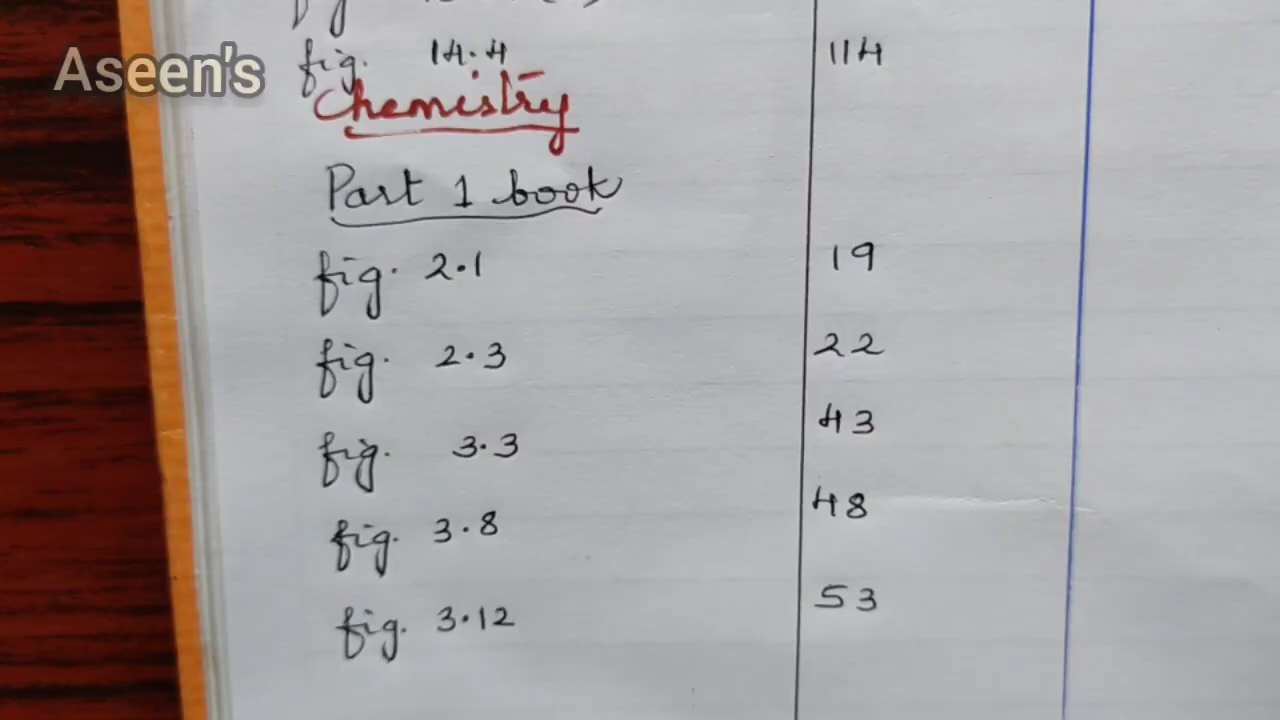 Aseen's
fig. 14.4 114
Chemistry
Part 1 book
fig. 2.1 19
fig. 2.3 22
fig. 3.3 43
fig. 3.8 48
fig. 3.12 53